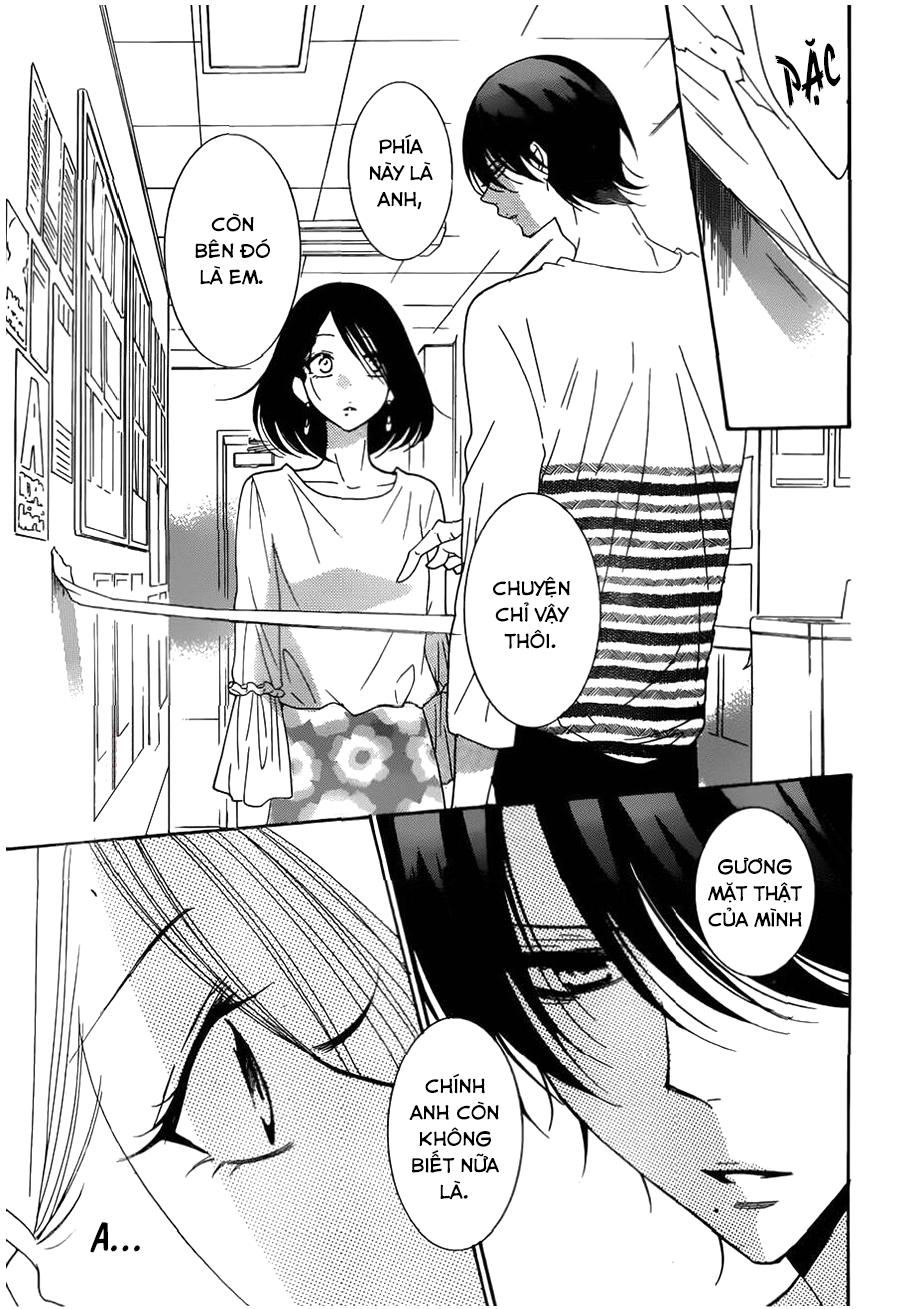 PẶC
PHÍA
NÀY LÀ
ANH,
CÒN
BÊN ĐÓ
LÀ EM.
CHUYỆN
CHỈ VẬY
THÔI.
GƯƠNG
MẶT THẬT
CỦA MÌNH
CHÍNH
ANH CÒN
KHÔNG
BIẾT NỮA
LÀ.
A...